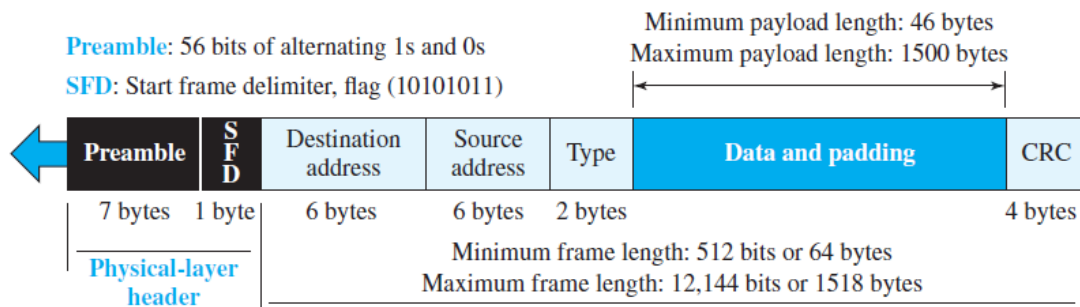 Minimum payload length: 46 bytes
Preamble: 56 bits of alternating 1s and 0s
Maximum payload length: 1500 bytes
SFD: Start frame delimiter, flag (10101011)
Preamble
S
F
D
Destination
address
Source
address
Type
Data and padding
CRC
7 bytes
1 byte
6 bytes
6 bytes
2 bytes
4 bytes
Physical-layer
header
Minimum frame length: 512 bits or 64 bytes
Maximum frame length: 12,144 bits or 1518 bytes